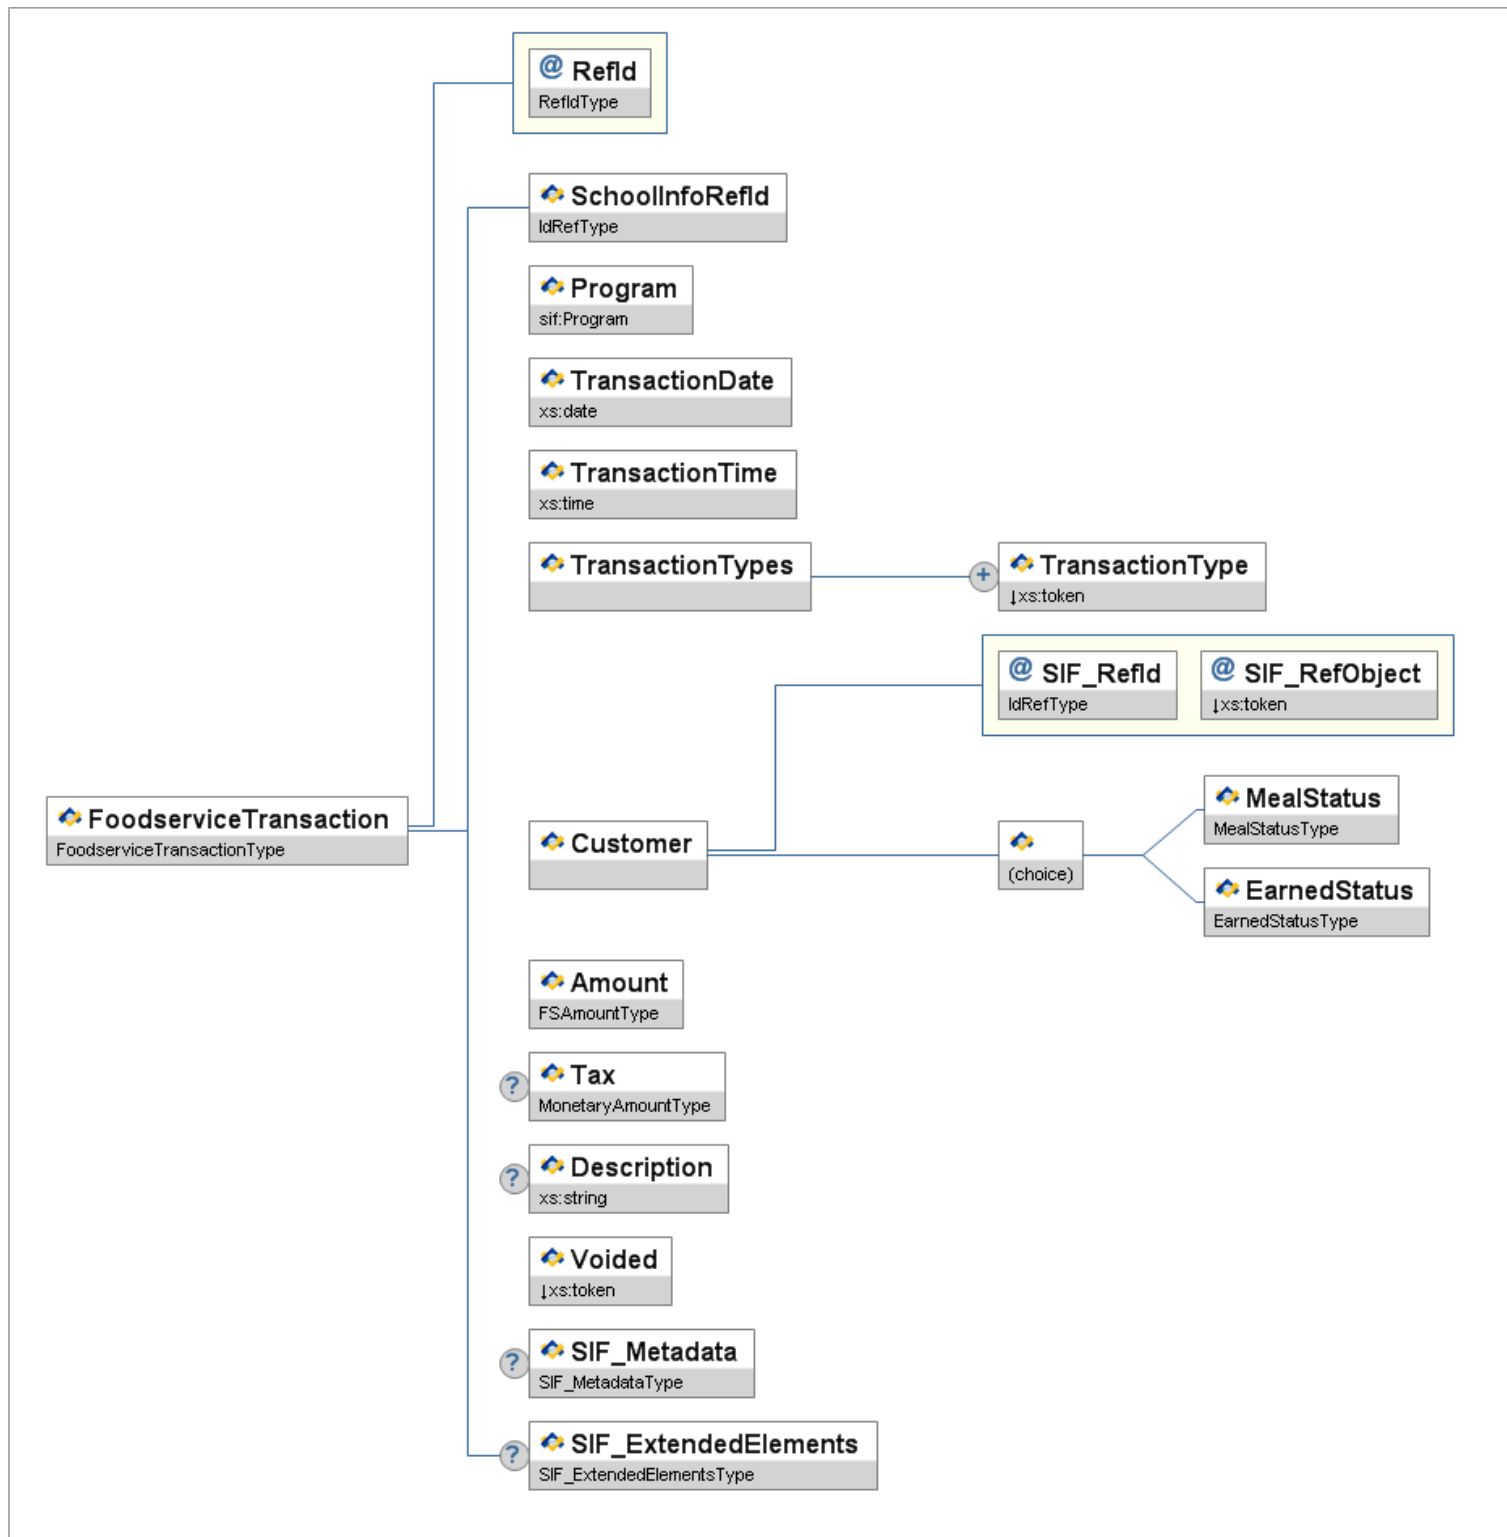 @ RefId
RefIdType
SchoolInfoRefId
IdRefType
Program
sif:Program
TransactionDate
xs:date
TransactionTime
xs:time
TransactionTypes
+ TransactionType
↓xs:token
@ SIF_RefId
IdRefType
@ SIF_RefObject
↓xs:token
FoodserviceTransaction
FoodserviceTransactionType
Customer
(choice)
MealStatus
MealStatusType
EarnedStatus
EarnedStatusType
Amount
FSAmountType
? Tax
MonetaryAmountType
? Description
xs:string
Voided
↓xs:token
? SIF_Metadata
SIF_MetadataType
? SIF_ExtendedElements
SIF_ExtendedElementsType